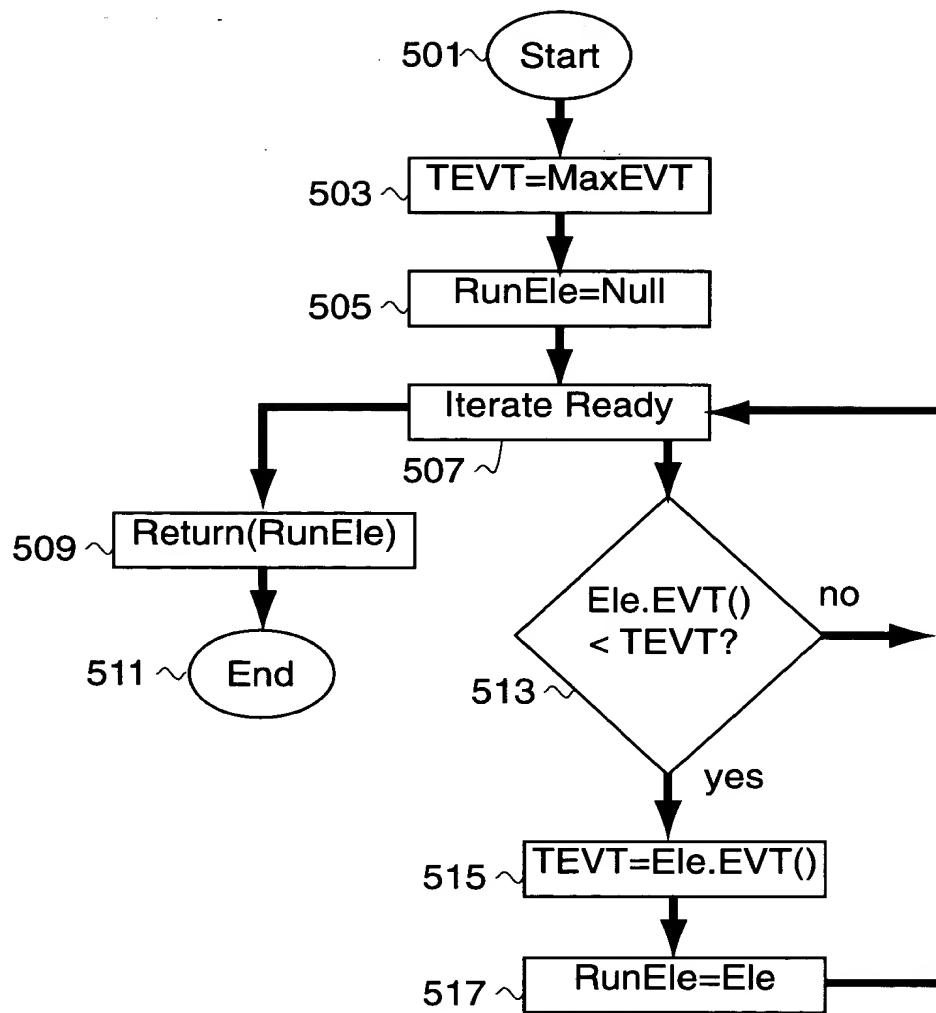 501
Start
503
TEVT=MaxEVT
505
RunEle=Null
Iterate Ready
507
509
Return(RunEle)
511
End
Ele.EVT()
< TEVT?
no
513
yes
515
TEVT=Ele.EVT()
517
RunEle=Ele